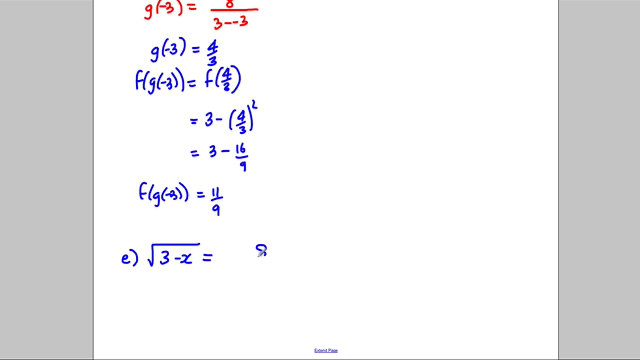 g(-3) = 8 / 3--3
g(-3) = 4/3
f(g(-3)) = f(4/3)
= 3 - (4/3)²
= 3 - 16/9
f(g(-3)) = 11/9
e) √3-x = 8
Extend Page